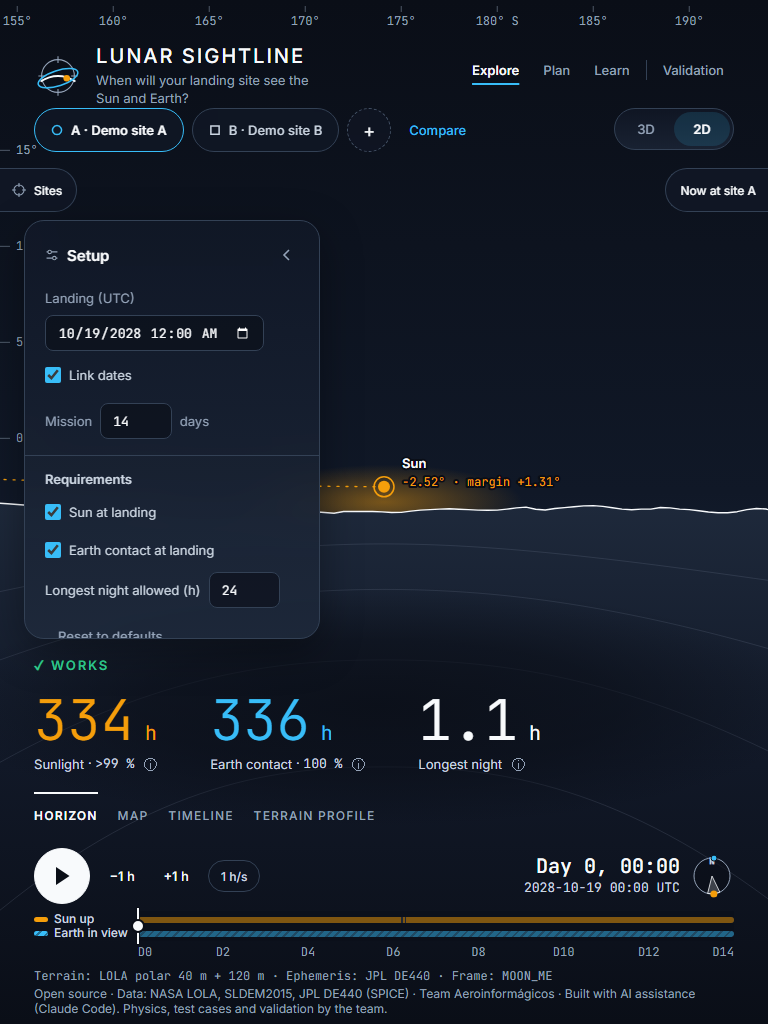 155° 160° 165° 170° 175° 180° S 185° 190°
LUNAR SIGHTLINE
When will your landing site see the
Sun and Earth?
Explore Plan Learn Validation
A · Demo site A B · Demo site B + Compare 3D 2D
15°
Sites Now at site A
Setup
1
Landing (UTC)
10/19/2028 12:00 AM
5
Link dates
Mission 14 days
0
Sun
Requirements
-2.52° · margin +1.31°
Sun at landing
Earth contact at landing
Longest night allowed (h) 24
Reset to defaults
✓ WORKS
334 h 336 h 1.1 h
Sunlight · >99 % ⓘ Earth contact · 100 % ⓘ Longest night ⓘ
HORIZON MAP TIMELINE TERRAIN PROFILE
−1 h +1 h 1 h/s
Day 0, 00:00
2028-10-19 00:00 UTC
N
Sun up
Earth in view
D0 D2 D4 D6 D8 D10 D12 D14
Terrain: LOLA polar 40 m + 120 m · Ephemeris: JPL DE440 · Frame: MOON_ME
Open source · Data: NASA LOLA, SLDEM2015, JPL DE440 (SPICE) · Team Aeroinformágicos · Built with AI assistance
(Claude Code). Physics, test cases and validation by the team.